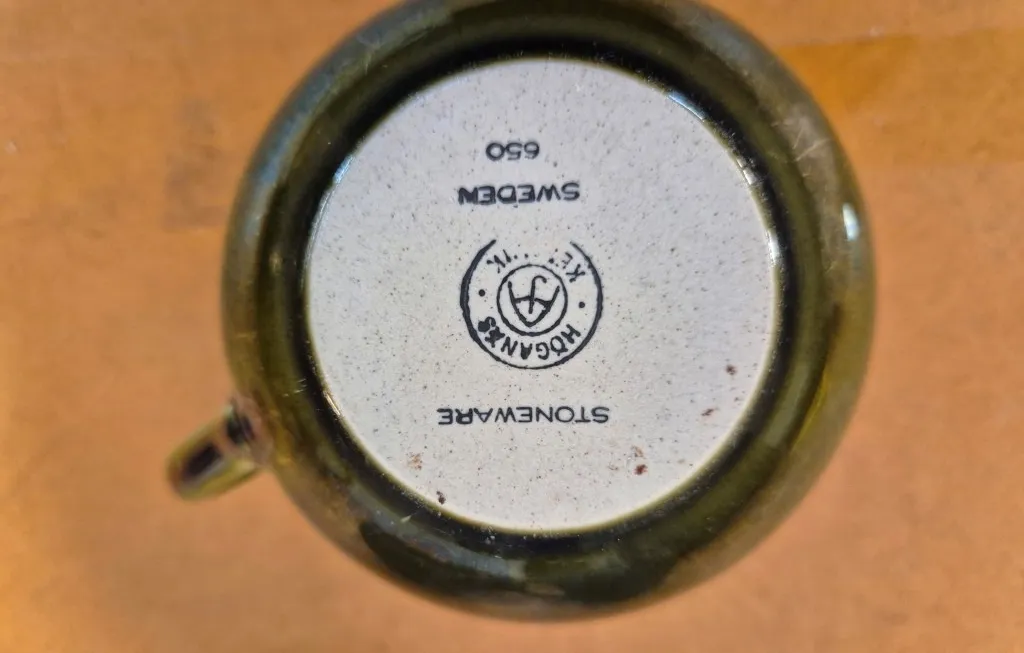 STONEWARE
HÖGANÄS
SWEDEN
650